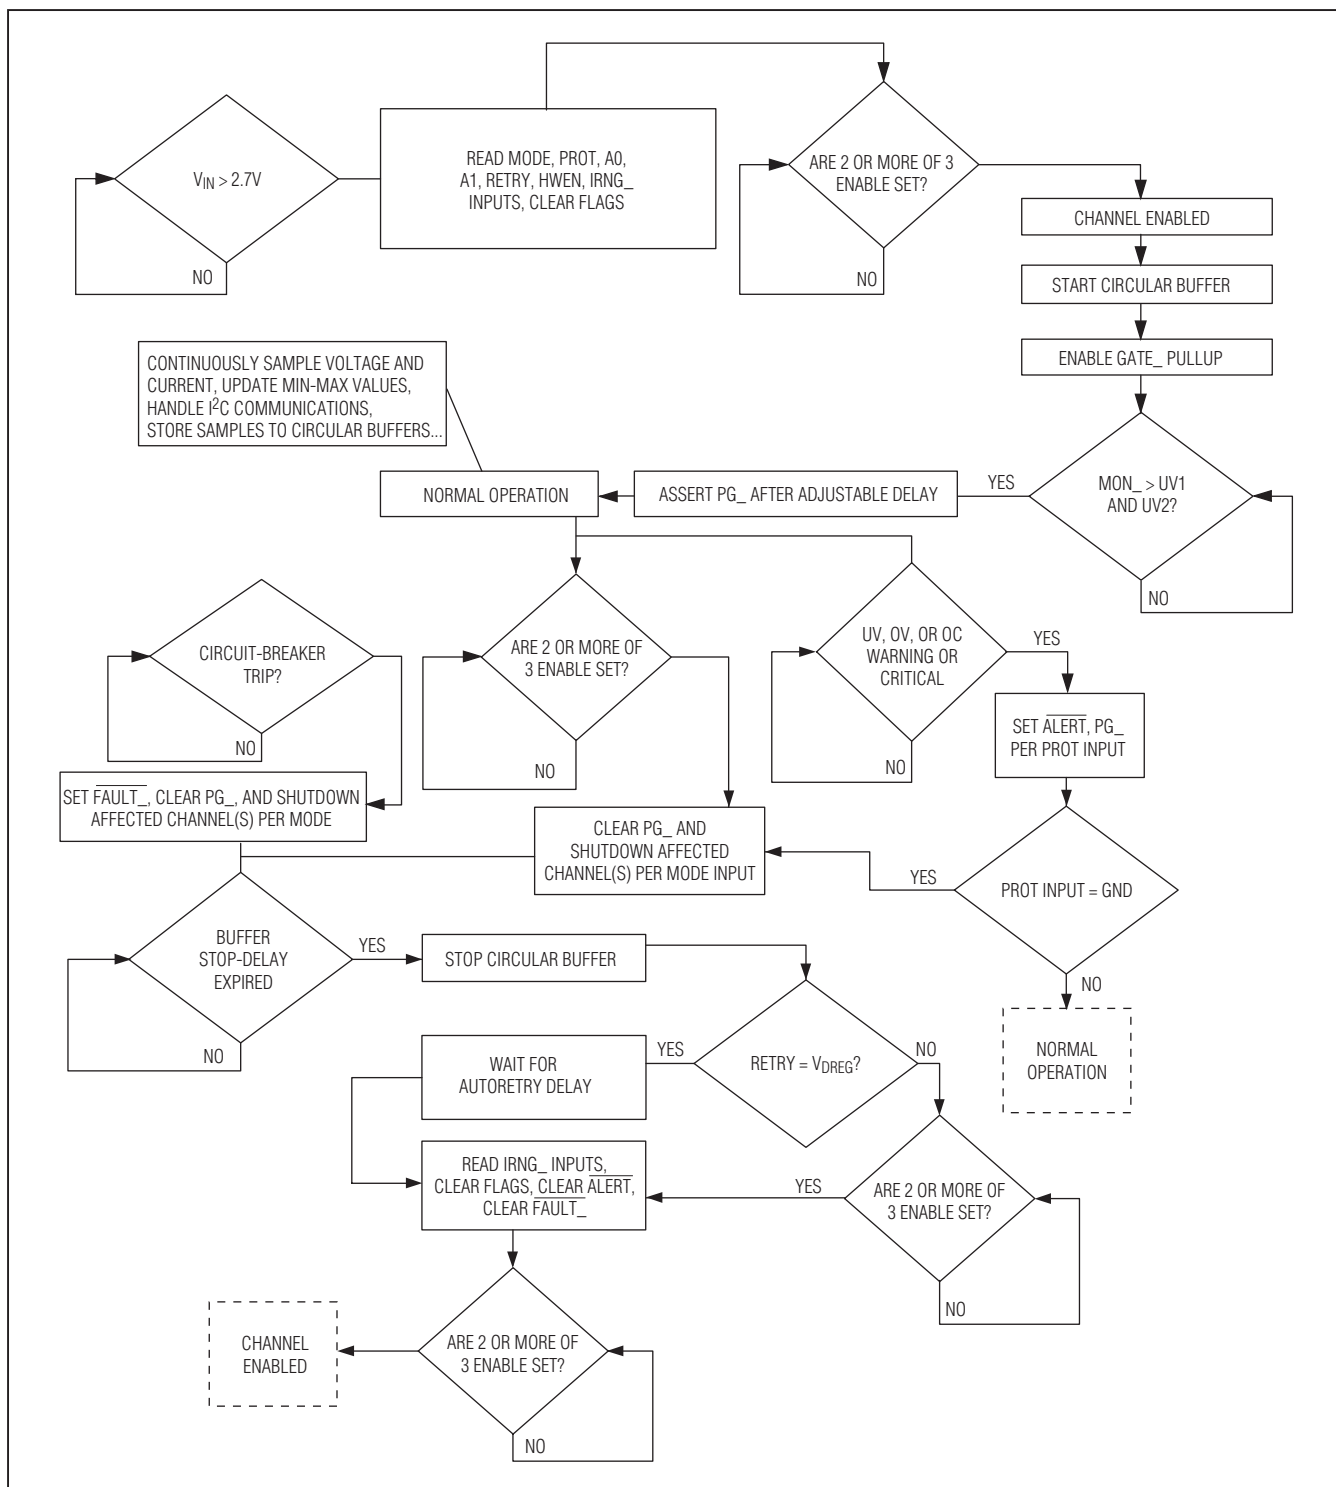 V_IN > 2.7V
NO
READ MODE, PROT, A0,
A1, RETRY, HWEN, IRNG_
INPUTS, CLEAR FLAGS
ARE 2 OR MORE OF 3
ENABLE SET?
NO
CHANNEL ENABLED
START CIRCULAR BUFFER
ENABLE GATE_ PULLUP
MON_ > UV1
AND UV2?
YES
NO
ASSERT PG_ AFTER ADJUSTABLE DELAY
NORMAL OPERATION
CONTINUOUSLY SAMPLE VOLTAGE AND
CURRENT, UPDATE MIN-MAX VALUES,
HANDLE I²C COMMUNICATIONS,
STORE SAMPLES TO CIRCULAR BUFFERS...
CIRCUIT-BREAKER
TRIP?
NO
ARE 2 OR MORE OF
3 ENABLE SET?
NO
UV, OV, OR OC
WARNING OR
CRITICAL
YES
NO
SET ALERT, PG_
PER PROT INPUT
SET FAULT_, CLEAR PG_, AND SHUTDOWN
AFFECTED CHANNEL(S) PER MODE
CLEAR PG_ AND
SHUTDOWN AFFECTED
CHANNEL(S) PER MODE INPUT
YES
PROT INPUT = GND
NO
NORMAL
OPERATION
BUFFER
STOP-DELAY
EXPIRED
YES
NO
STOP CIRCULAR BUFFER
RETRY = V_DREG?
YES
NO
WAIT FOR
AUTORETRY DELAY
READ IRNG_ INPUTS,
CLEAR FLAGS, CLEAR ALERT,
CLEAR FAULT_
YES
ARE 2 OR MORE OF
3 ENABLE SET?
NO
CHANNEL
ENABLED
ARE 2 OR MORE OF
3 ENABLE SET?
NO